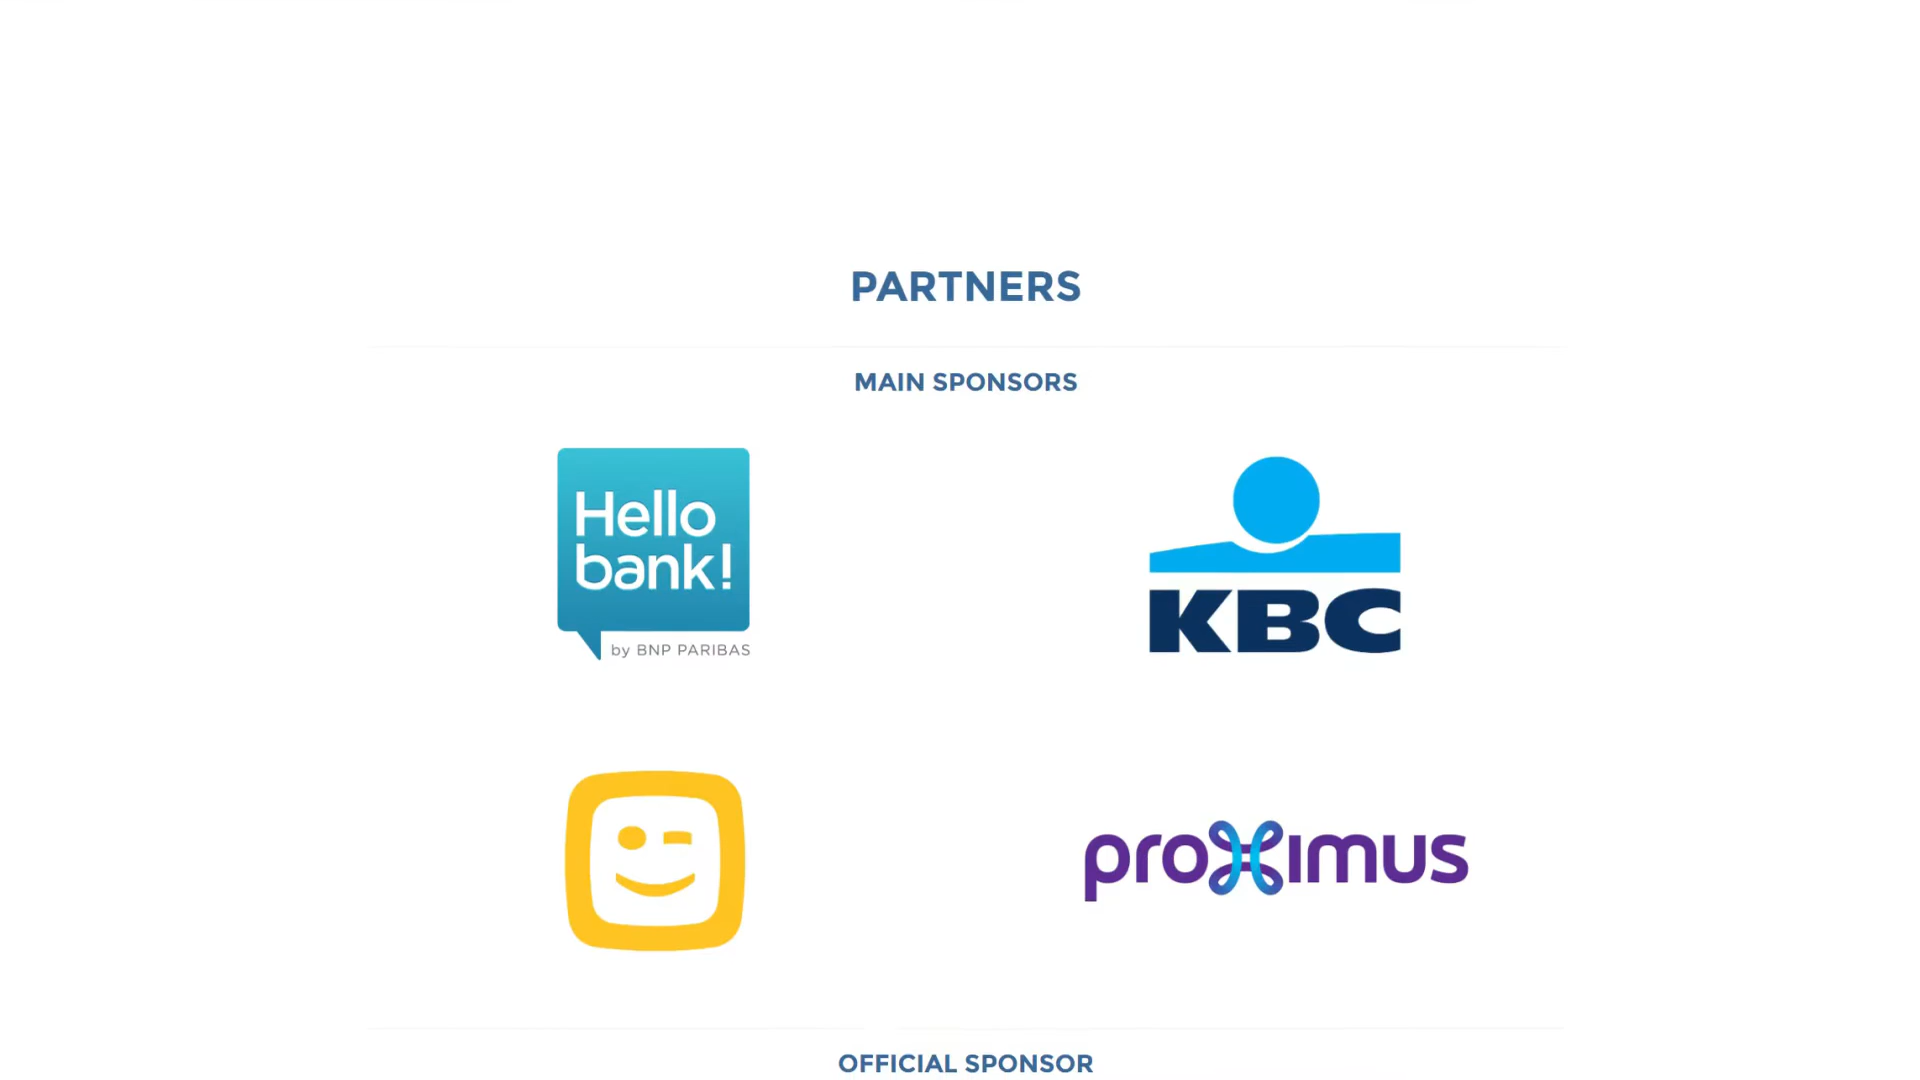 PARTNERS
MAIN SPONSORS
Hello
bank!
by BNP PARIBAS
KBC
proximus
OFFICIAL SPONSOR